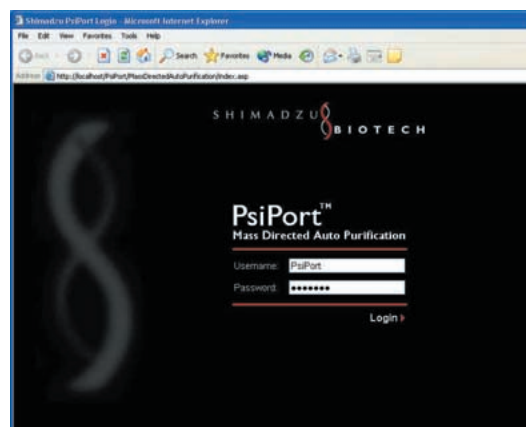 Shimadzu PsiPort Login - Microsoft Internet Explorer
File Edit View Favorites Tools Help
Back Search Favorites Media
Address http://localhost/PsiPort/MassDirectedAutoPurification/index.asp
SHIMADZU
BIOTECH
PsiPort™
Mass Directed Auto Purification
Username: PsiPort
Password: •••••••
Login